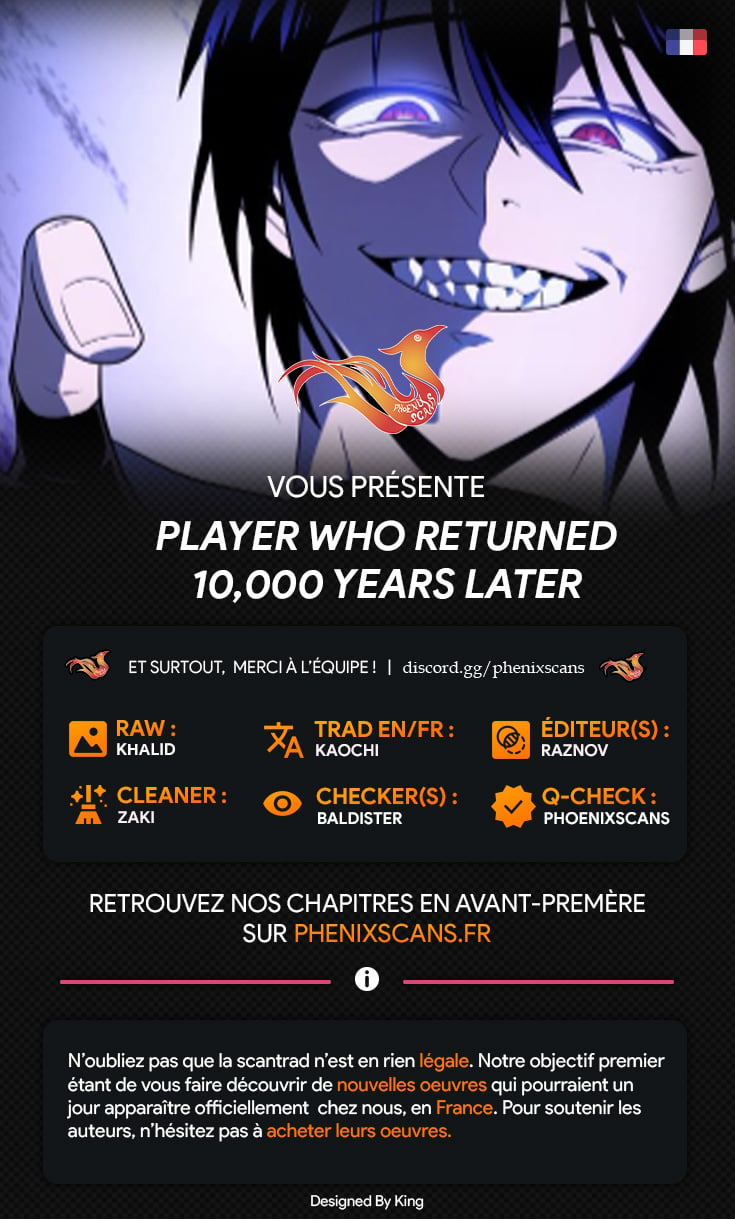 PHOENIX
SCANS
VOUS PRÉSENTE
PLAYER WHO RETURNED
10,000 YEARS LATER
ET SURTOUT, MERCI À L'ÉQUIPE ! | discord.gg/phenixscans
RAW :
KHALID
TRAD EN/FR :
KAOCHI
ÉDITEUR(S) :
RAZNOV
CLEANER :
ZAKI
CHECKER(S) :
BALDISTER
Q-CHECK :
PHOENIXSCANS
RETROUVEZ NOS CHAPITRES EN AVANT-PREMÈRE
SUR PHENIXSCANS.FR
N'oubliez pas que la scantrad n'est en rien légale. Notre objectif premier
étant de vous faire découvrir de nouvelles oeuvres qui pourraient un
jour apparaître officiellement chez nous, en France. Pour soutenir les
auteurs, n'hésitez pas à acheter leurs oeuvres.
Designed By King